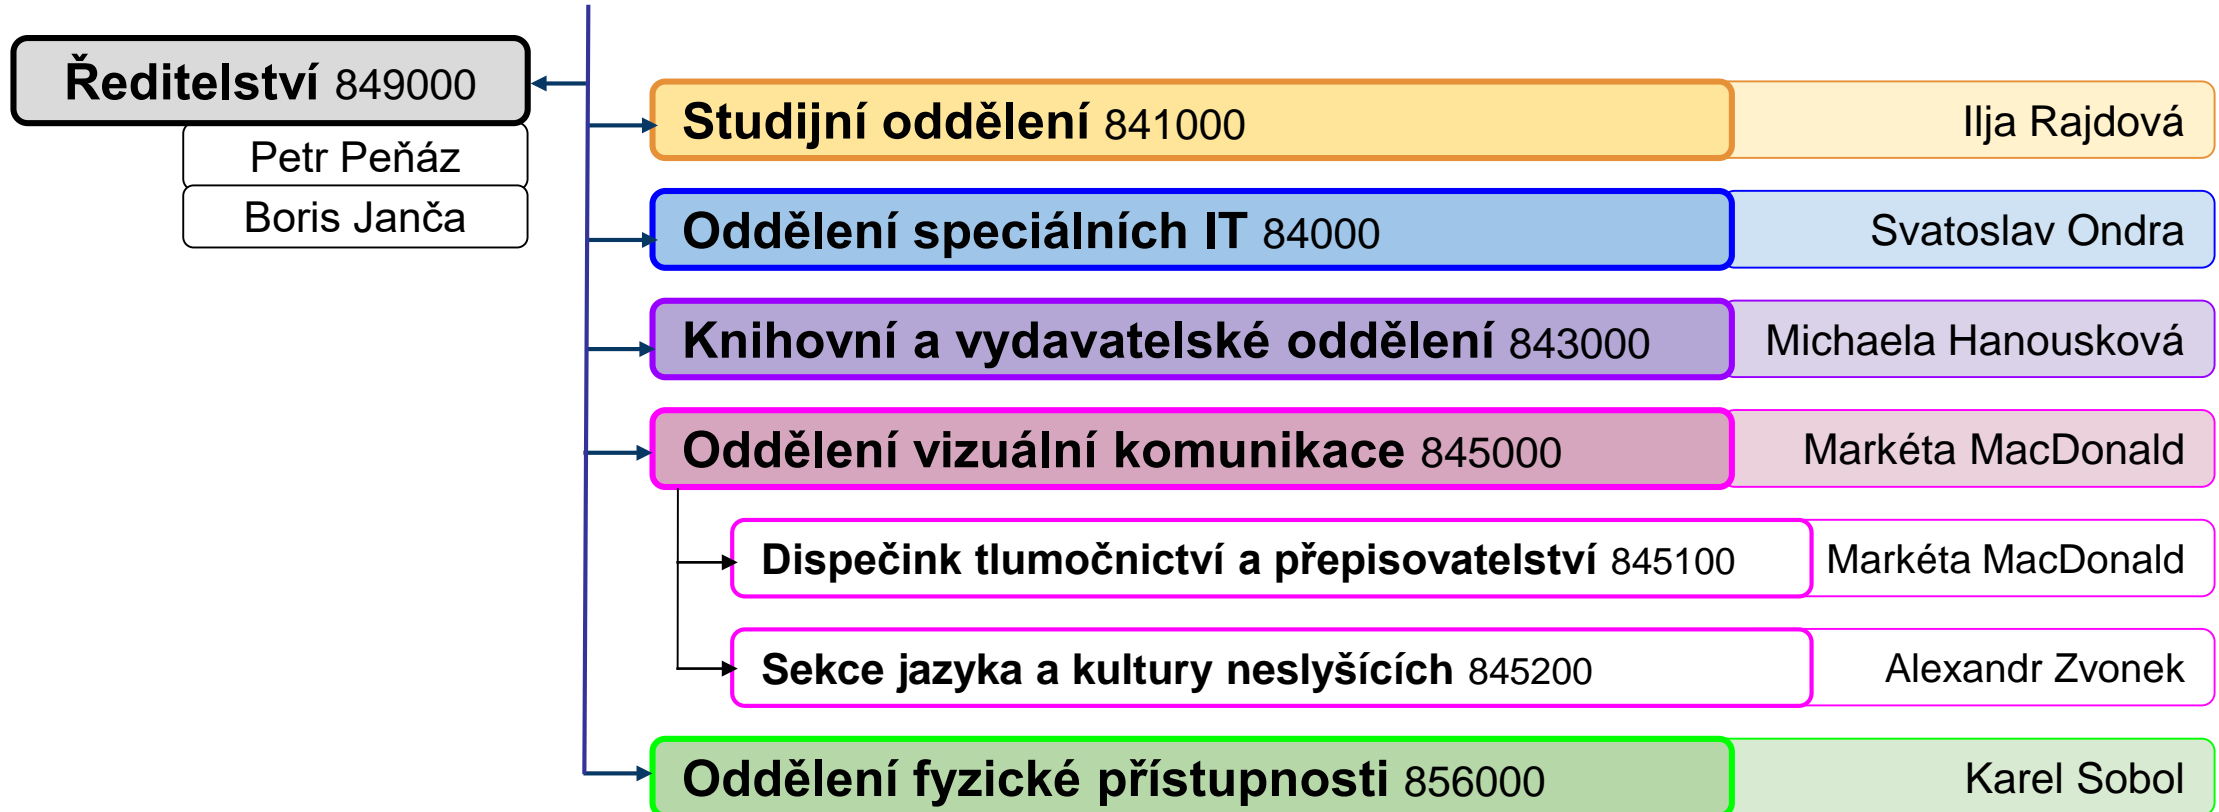 Ředitelství 849000
Petr Peňáz
Boris Janča
Studijní oddělení 841000 Ilja Rajdová
Oddělení speciálních IT 84000 Svatoslav Ondra
Knihovní a vydavatelské oddělení 843000 Michaela Hanousková
Oddělení vizuální komunikace 845000 Markéta MacDonald
Dispečink tlumočnictví a přepisovatelství 845100 Markéta MacDonald
Sekce jazyka a kultury neslyšících 845200 Alexandr Zvonek
Oddělení fyzické přístupnosti 856000 Karel Sobol